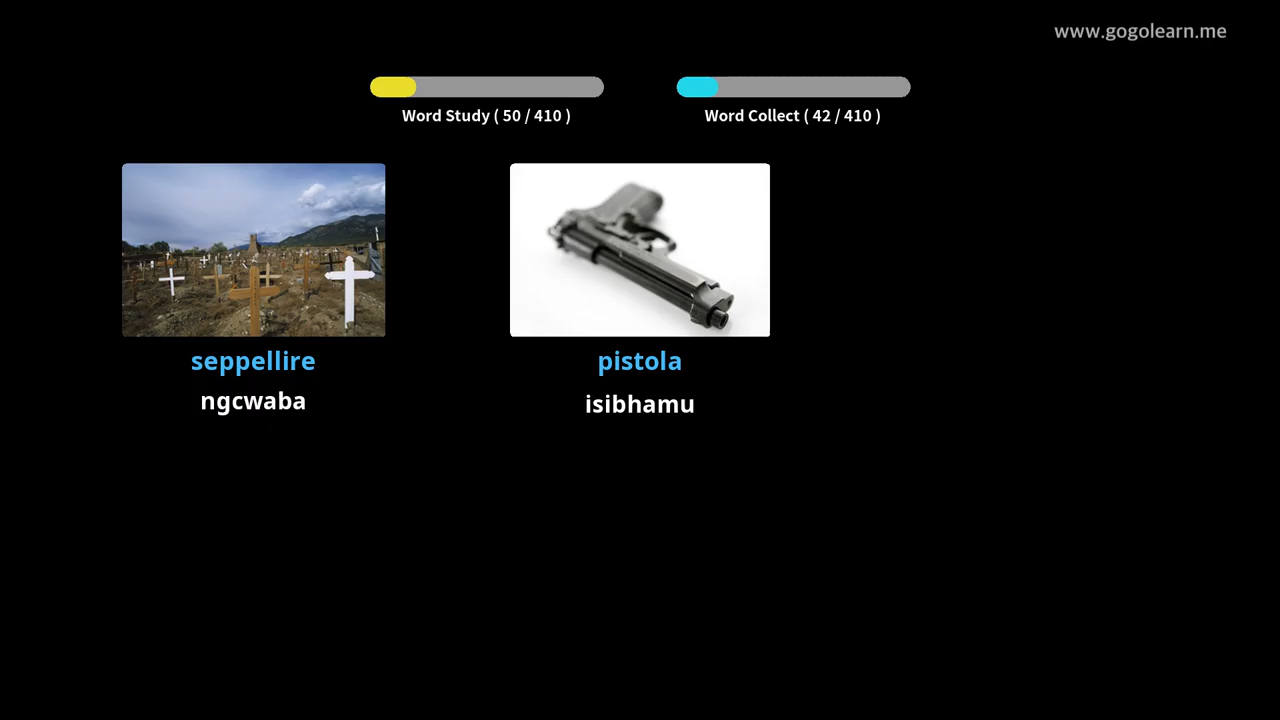 www.gogolearn.me
Word Study ( 50 / 410 )
Word Collect ( 42 / 410 )
seppellire
ngcwaba
pistola
isibhamu